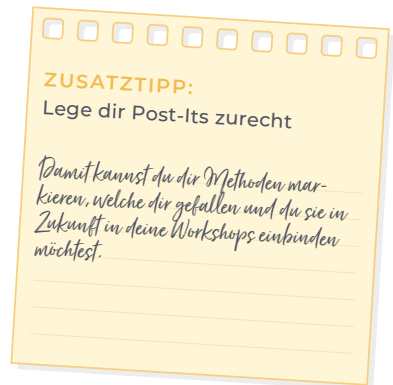 ZUSATZTIPP:
Lege dir Post-Its zurecht
Damit kannst du dir Methoden mar-
kieren, welche dir gefallen und du sie in
Zukunft in deine Workshops einbinden
möchtest.